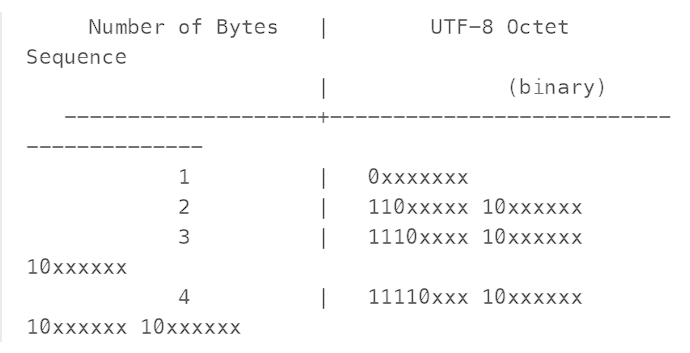 Number of Bytes   |        UTF-8 Octet
Sequence
                  |              (binary)
--------------------+---------------------------
--------------
1          |   0xxxxxxx
2          |   110xxxxx 10xxxxxx
3          |   1110xxxx 10xxxxxx
10xxxxxx
4          |   11110xxx 10xxxxxx
10xxxxxx 10xxxxxx